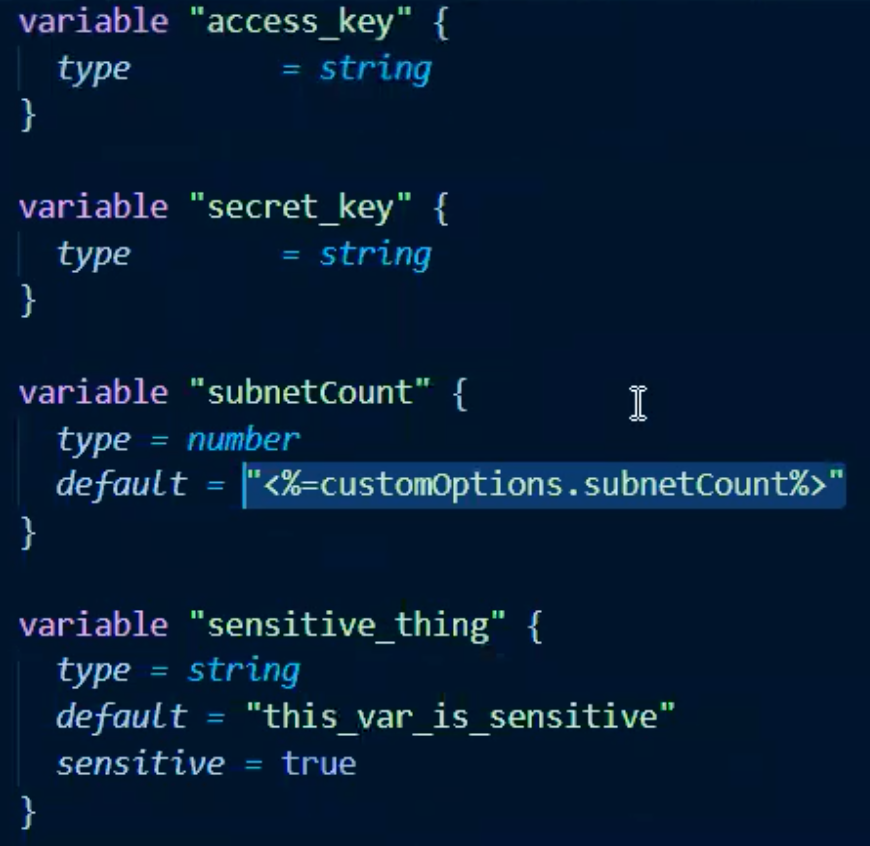 variable "access_key" {
  type        = string
}
variable "secret_key" {
  type        = string
}
variable "subnetCount" {
  type = number
  default = "<%=customOptions.subnetCount%>"
}
variable "sensitive_thing" {
  type = string
  default = "this_var_is_sensitive"
  sensitive = true
}